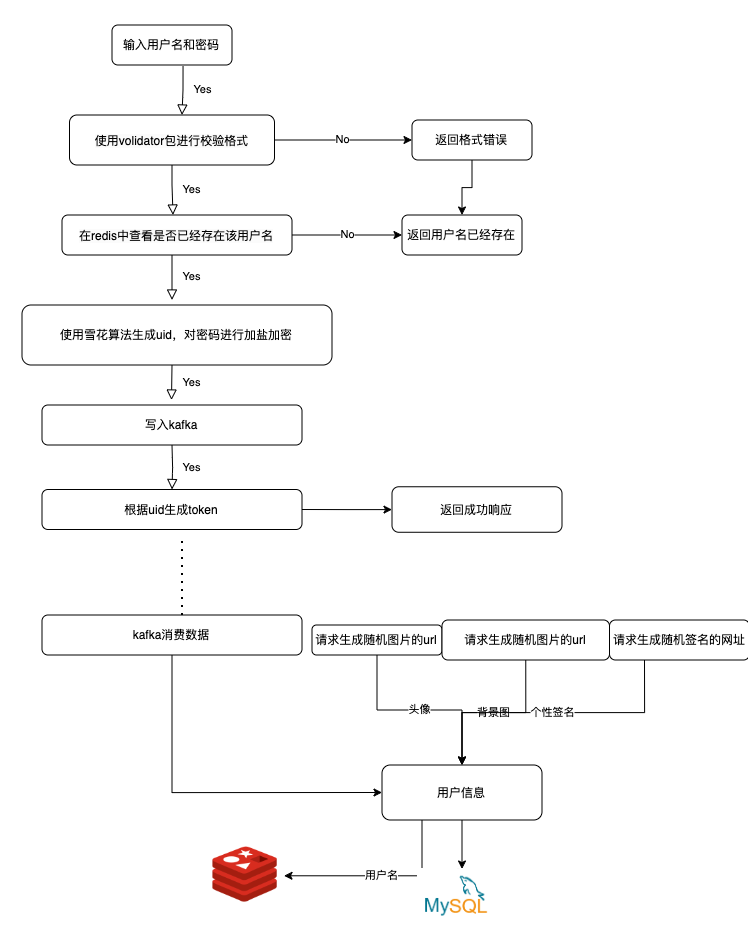 输入用户名和密码
Yes
使用volidator包进行校验格式
No
返回格式错误
Yes
在redis中查看是否已经存在该用户名
No
返回用户名已经存在
Yes
使用雪花算法生成uid，对密码进行加盐加密
Yes
写入kafka
Yes
根据uid生成token
返回成功响应
kafka消费数据
请求生成随机图片的url
请求生成随机图片的url
请求生成随机签名的网址
头像
背景图
个性签名
用户信息
用户名
MySQL